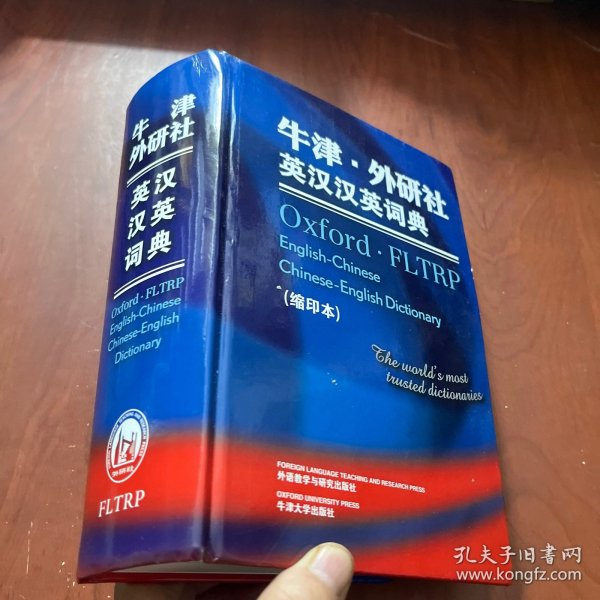 牛津
外研社
英汉
汉英
词典
Oxford·FLTRP
English-Chinese
Chinese-English
Dictionary
外研社
FLTRP
牛津·外研社
英汉汉英词典
Oxford·FLTRP
English-Chinese
Chinese-English Dictionary
(缩印本)
The world's most
trusted dictionaries
FOREIGN LANGUAGE TEACHING AND RESEARCH PRESS
外语教学与研究出版社
OXFORD UNIVERSITY PRESS
牛津大学出版社
孔夫子旧书网
www.kongfz.com